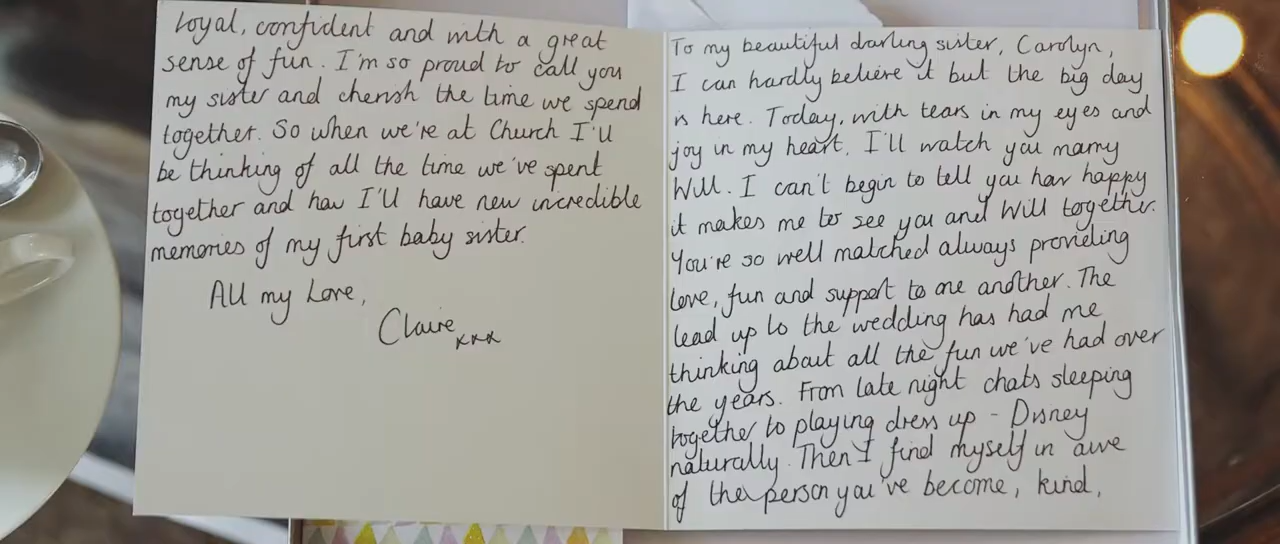 To my beautiful darling sister, Carolyn,
I can hardly believe it but the big day
is here. Today, with tears in my eyes and
joy in my heart, I'll watch you marry
Will. I can't begin to tell you how happy
it makes me to see you and Will together.
You're so well matched always providing
love, fun and support to one another. The
lead up to the wedding has had me
thinking about all the fun we've had over
the years. From late night chats sleeping
together to playing dress up - Disney
naturally. Then I find myself in awe
of the person you've become, kind,
loyal, confident and with a great
sense of fun. I'm so proud to call you
my sister and cherish the time we spend
together. So when we're at Church I'll
be thinking of all the time we've spent
together and how I'll have new incredible
memories of my first baby sister.
All my Love,
Claire xxx